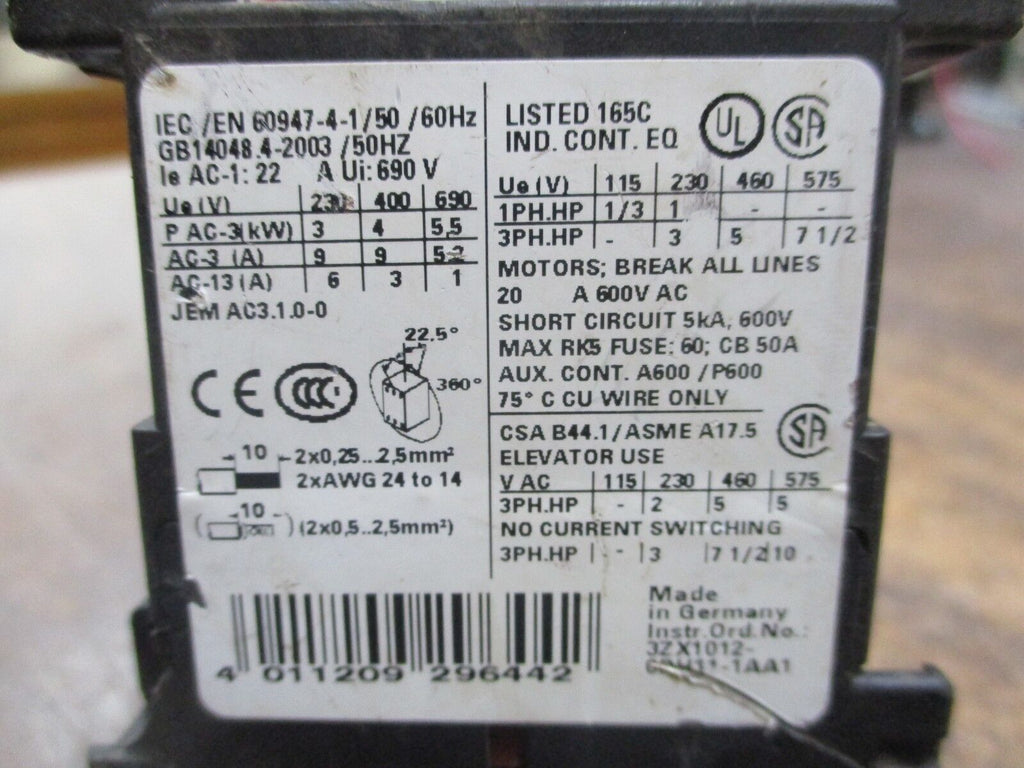 IEC /EN 60947-4-1/50 /60Hz
GB14048.4-2003 /50HZ
Ie AC-1: 22 A Ui: 690 V
Ue (V) 230 400 690
P AC-3(kW) 3 4 5,5
AC-3 (A) 9 9 5.2
AC-13 (A) 6 3 1
JEM AC3.1.0-0
22.5°
360°
CE CCC
10 2x0,25...2,5mm²
2xAWG 24 to 14
(10) (2x0,5..2,5mm²)
LISTED 165C
IND. CONT. EQ
UL SA
Ue (V) 115 230 460 575
1PH.HP 1/3 1 - -
3PH.HP - 3 5 7 1/2
MOTORS; BREAK ALL LINES
20 A 600V AC
SHORT CIRCUIT 5kA, 600V
MAX RK5 FUSE: 60; CB 50A
AUX. CONT. A600 /P600
75° C CU WIRE ONLY
CSA B44.1/ASME A17.5
ELEVATOR USE
SA
V AC 115 230 460 575
3PH.HP - 2 5 5
NO CURRENT SWITCHING
3PH.HP - 3 7 1/2 10
4 011209 296442
Made
in Germany
Instr.Ord.No.:
3ZX1012-
-1AA1